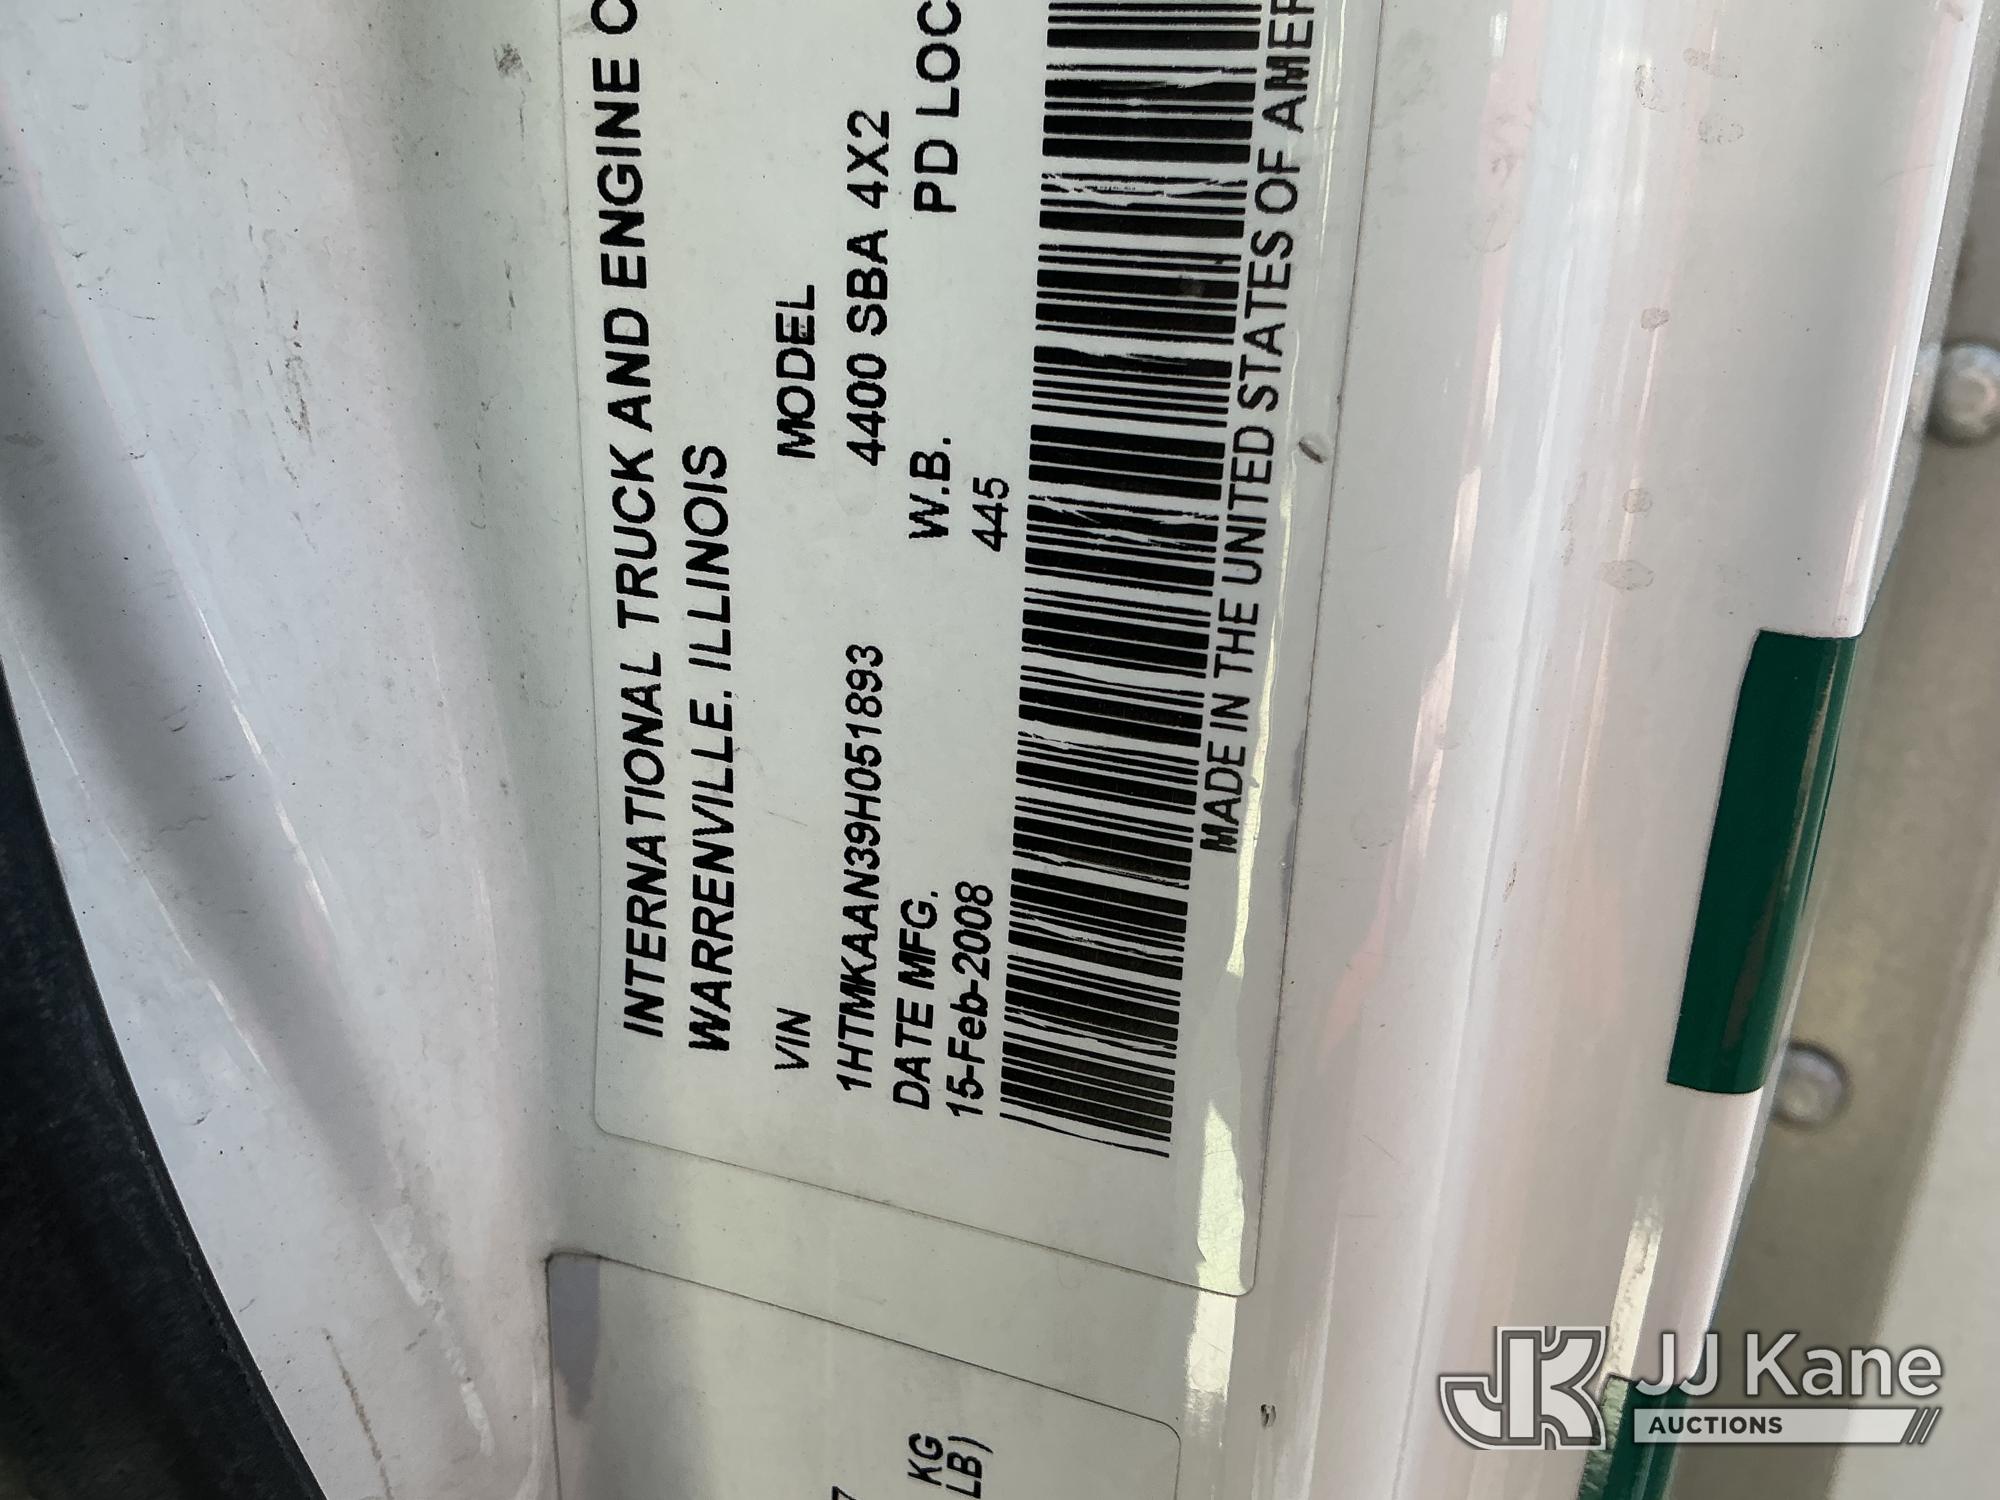 INTERNATIONAL TRUCK AND ENGINE
WARRENVILLE. ILLINOIS
VIN MODEL
1HTMKAAN39H051893 4400 SBA 4X2
DATE MFG. W.B. PD LOC
15-Feb-2008 445
MADE IN THE UNITED STATES OF AMER
KG
LB)
JK JJ Kane
AUCTIONS